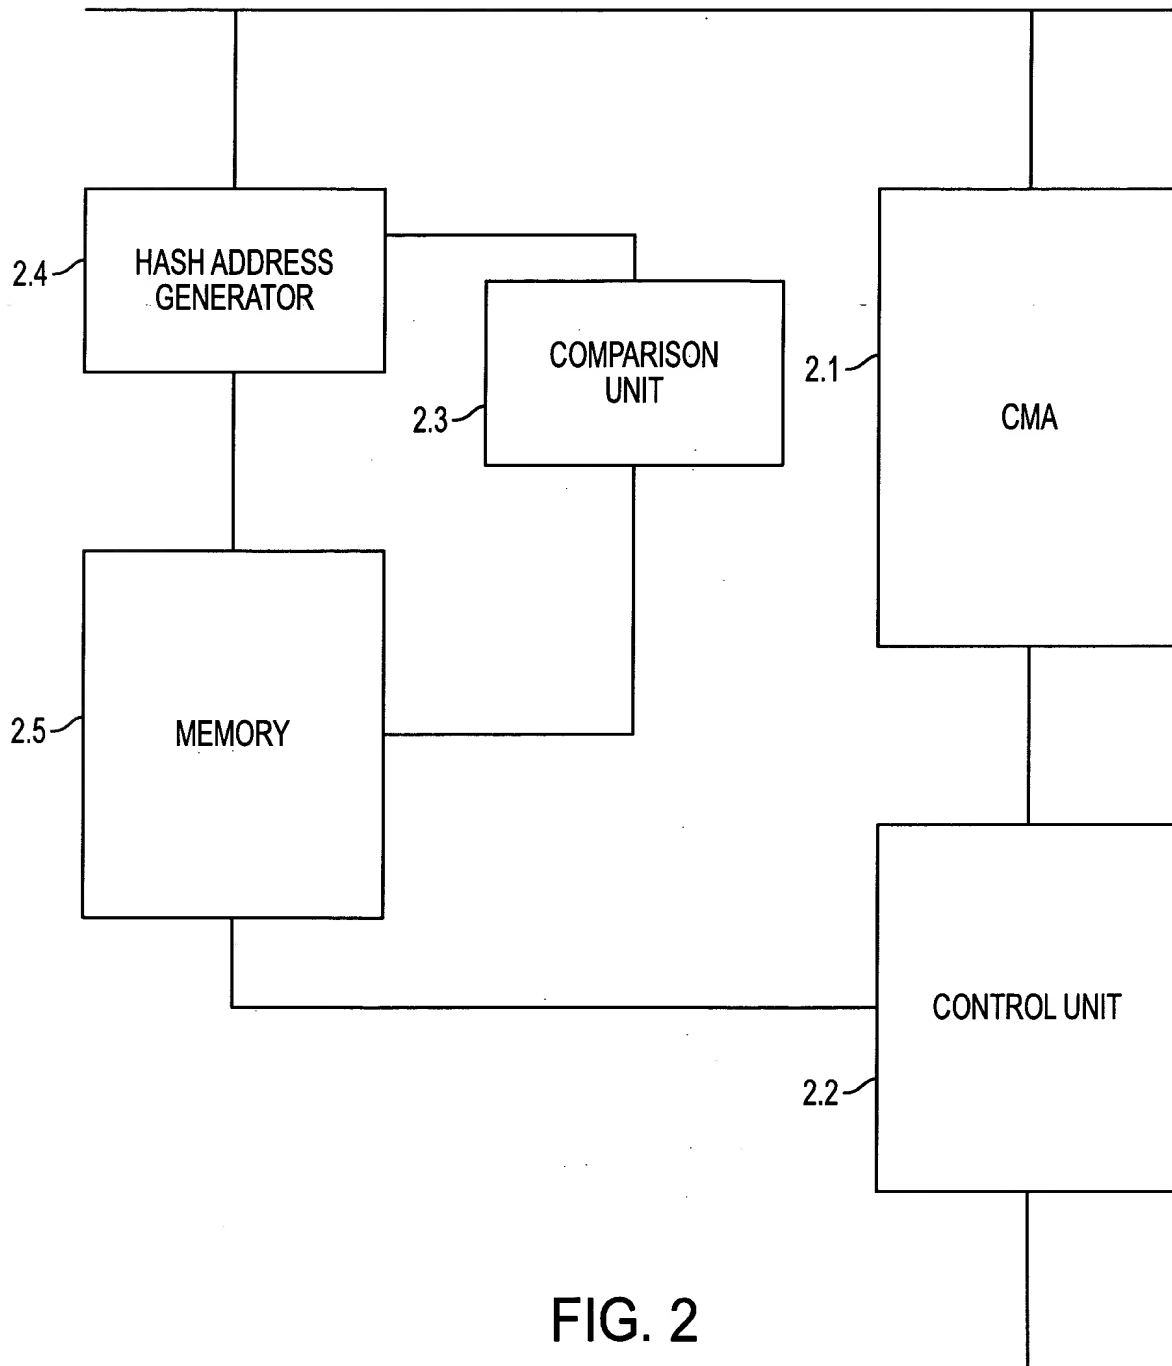 2.4
HASH ADDRESS
GENERATOR
COMPARISON
UNIT
2.3
2.1
CMA
2.5
MEMORY
CONTROL UNIT
2.2
FIG. 2